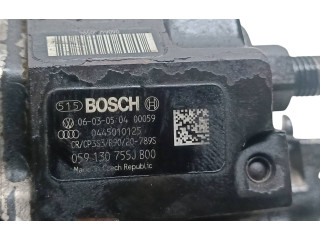 515 BOSCH
06-03-05 04 00059
0445010125
CR/CP3S3/R90/20-789S
059 130 755J B00
Made in Czech Republic